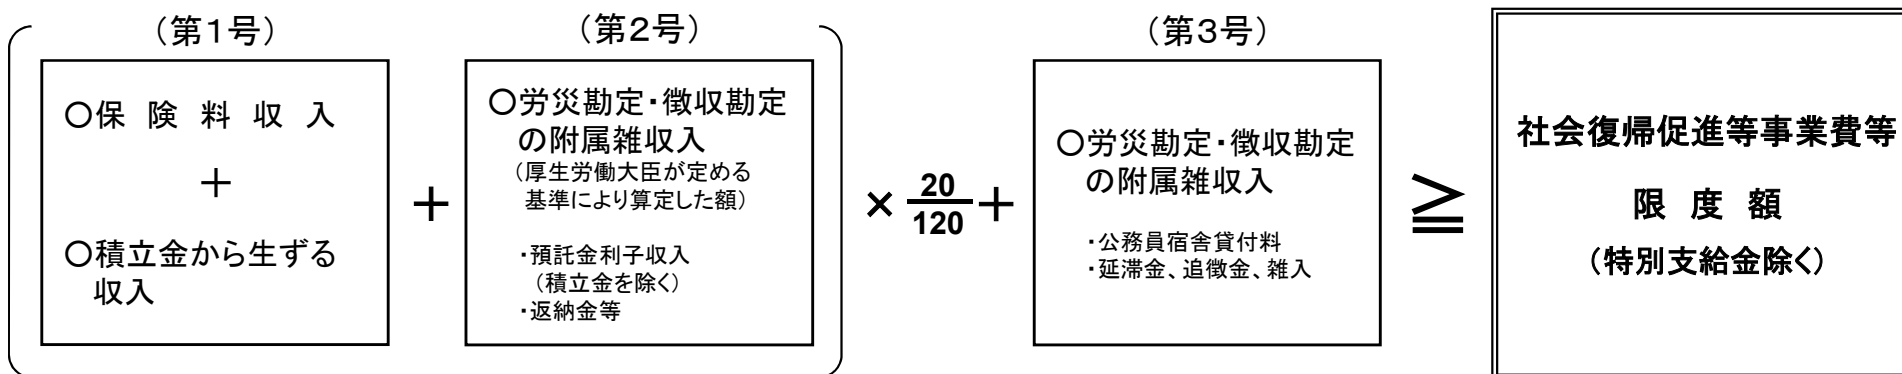 (第1号)
○保 険 料 収 入
+
○積立金から生ずる
収入
+
(第2号)
○労災勘定・徴収勘定
の附属雑収入
(厚生労働大臣が定める
基準により算定した額)
・預託金利子収入
(積立金を除く)
・返納金等
×
20
120
+
(第3号)
○労災勘定・徴収勘定
の附属雑収入
・公務員宿舎貸付料
・延滞金、追徴金、雑入
≧
社会復帰促進等事業費等
限 度 額
(特別支給金除く)